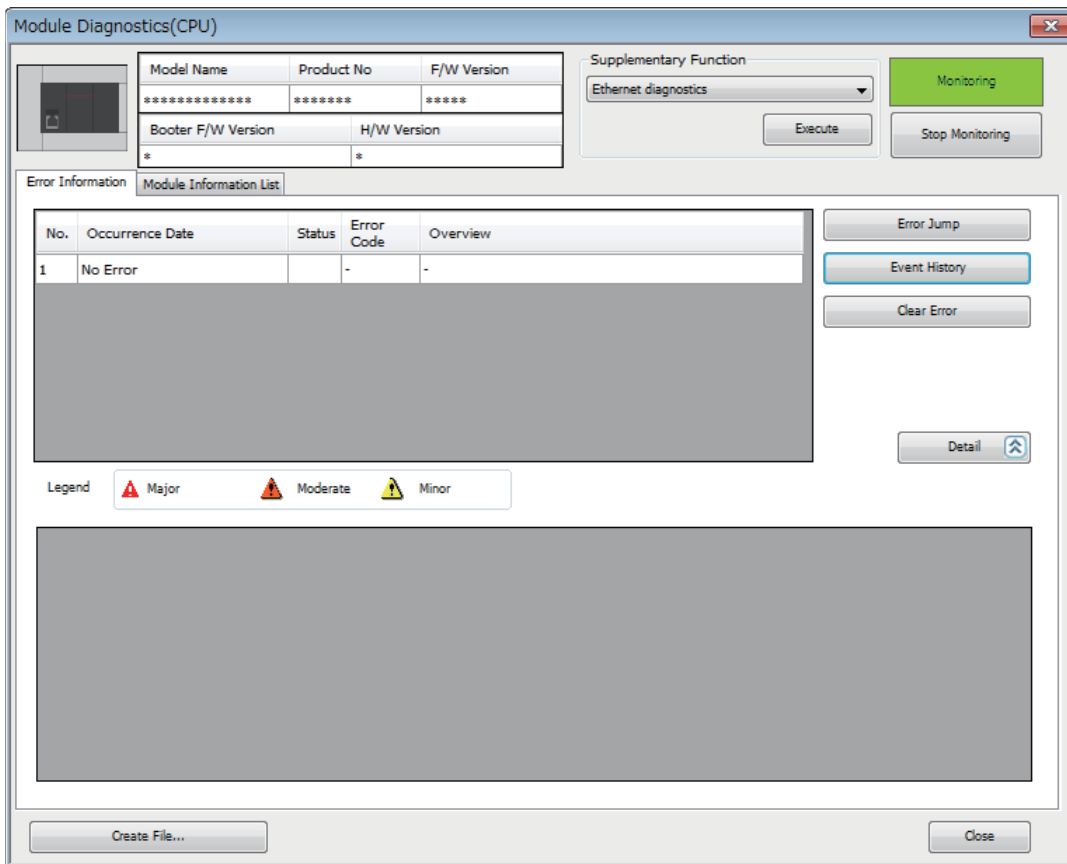 Module Diagnostics(CPU)
Model Name Product No F/W Version
************* ******* *****
Booter F/W Version H/W Version
* *
Supplementary Function
Ethernet diagnostics
Execute
Monitoring
Stop Monitoring
Error Information Module Information List
No. Occurrence Date Status Error Code Overview
1 No Error - -
Error Jump
Event History
Clear Error
Detail
Legend Major Moderate Minor
Create File...
Close